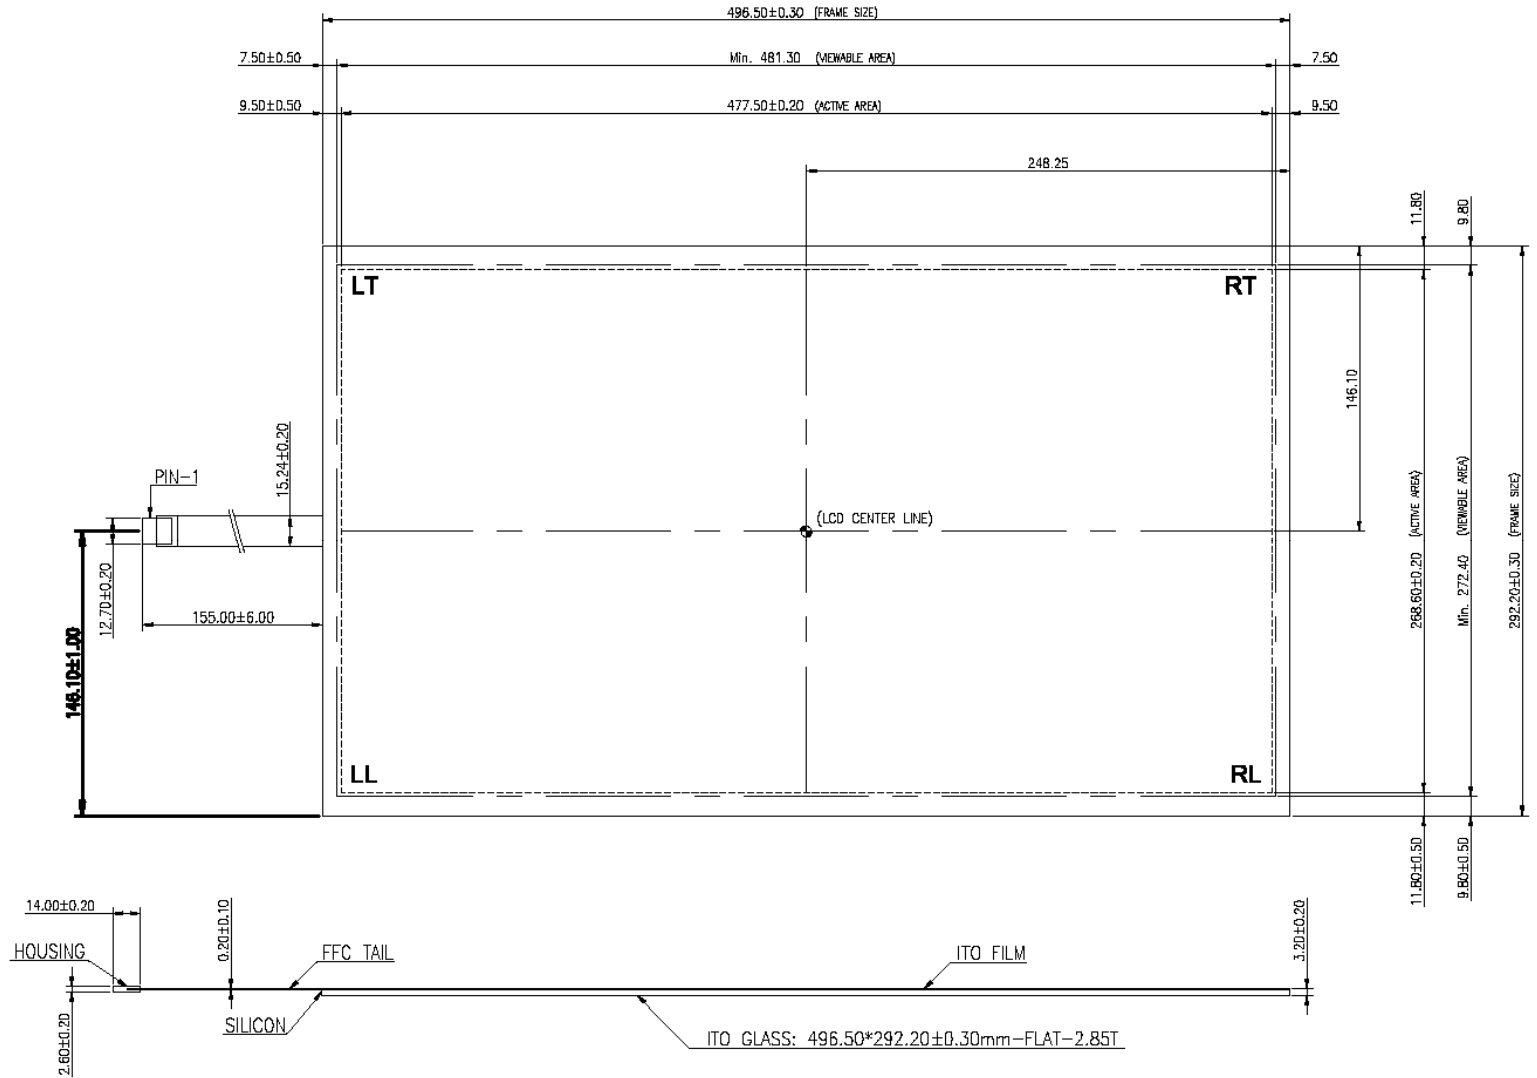 496.50±0.30 (FRAME SIZE)
7.50±0.50
Min. 481.30 (VIEWABLE AREA)
7.50
9.50±0.50
477.50±0.20 (ACTIVE AREA)
9.50
248.25
11.80
9.80
LT
RT
146.10
15.24±0.20
PIN-1
(LCD CENTER LINE)
268.60±0.20 (ACTIVE AREA)
Min. 272.40 (VIEWABLE AREA)
292.20±0.30 (FRAME SIZE)
12.70±0.20
155.00±6.00
146.10±1.00
LL
RL
11.80±0.50
9.80±0.50
14.00±0.20
0.20±0.10
HOUSING
FFC TAIL
ITO FILM
3.20±0.20
SILICON
2.60±0.20
ITO GLASS: 496.50*292.20±0.30mm-FLAT-2.85T